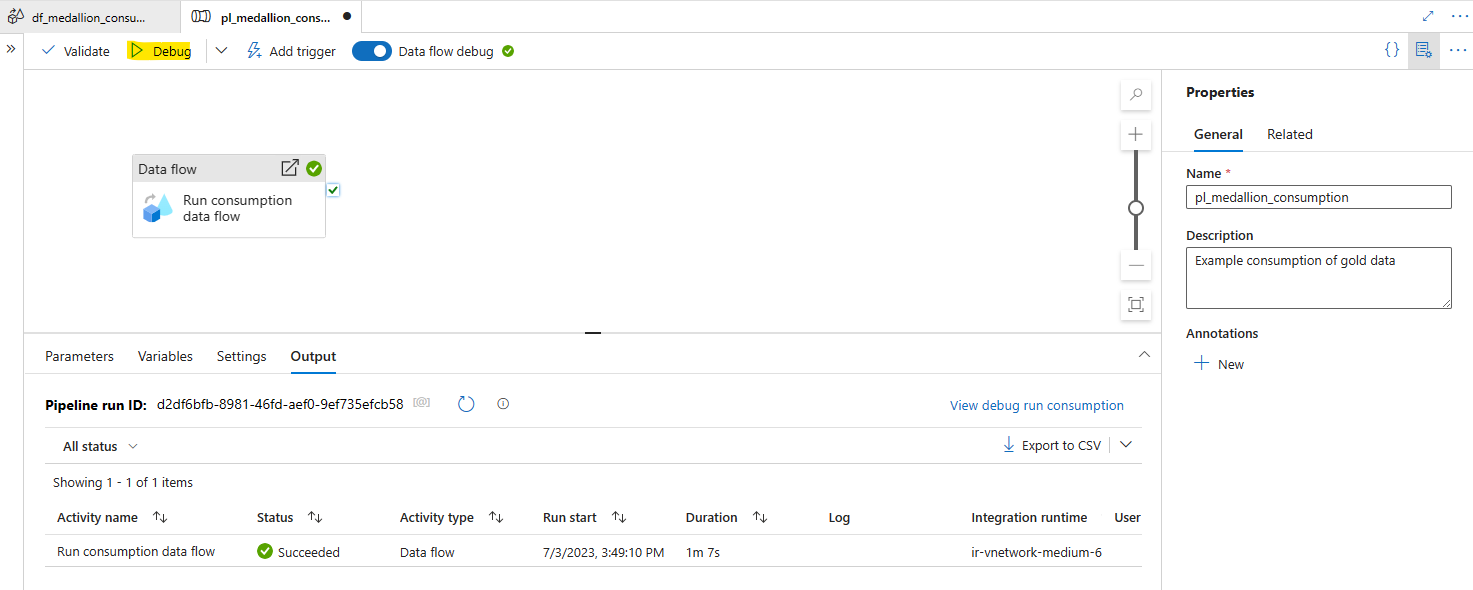 df_medallion_consu...
pl_medallion_cons...
Validate
Debug
Add trigger
Data flow debug
Data flow
Run consumption
data flow
Properties
General
Related
Name *
pl_medallion_consumption
Description
Example consumption of gold data
Annotations
New
Parameters
Variables
Settings
Output
Pipeline run ID: d2df6bfb-8981-46fd-aef0-9ef735efcb58 [@]
View debug run consumption
All status
Export to CSV
Showing 1 - 1 of 1 items
Activity name Status Activity type Run start Duration Log Integration runtime User
Run consumption data flow Succeeded Data flow 7/3/2023, 3:49:10 PM 1m 7s ir-vnetwork-medium-6